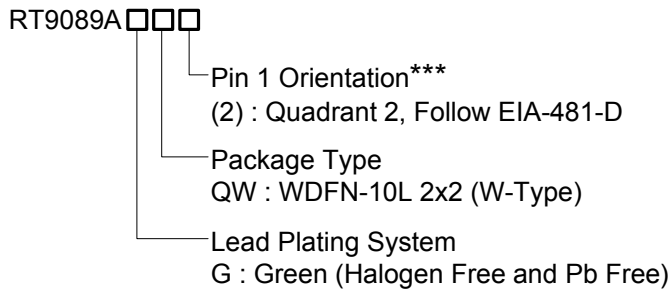 RT9089A□□□
Pin 1 Orientation***
(2) : Quadrant 2, Follow EIA-481-D
Package Type
QW : WDFN-10L 2x2 (W-Type)
Lead Plating System
G : Green (Halogen Free and Pb Free)